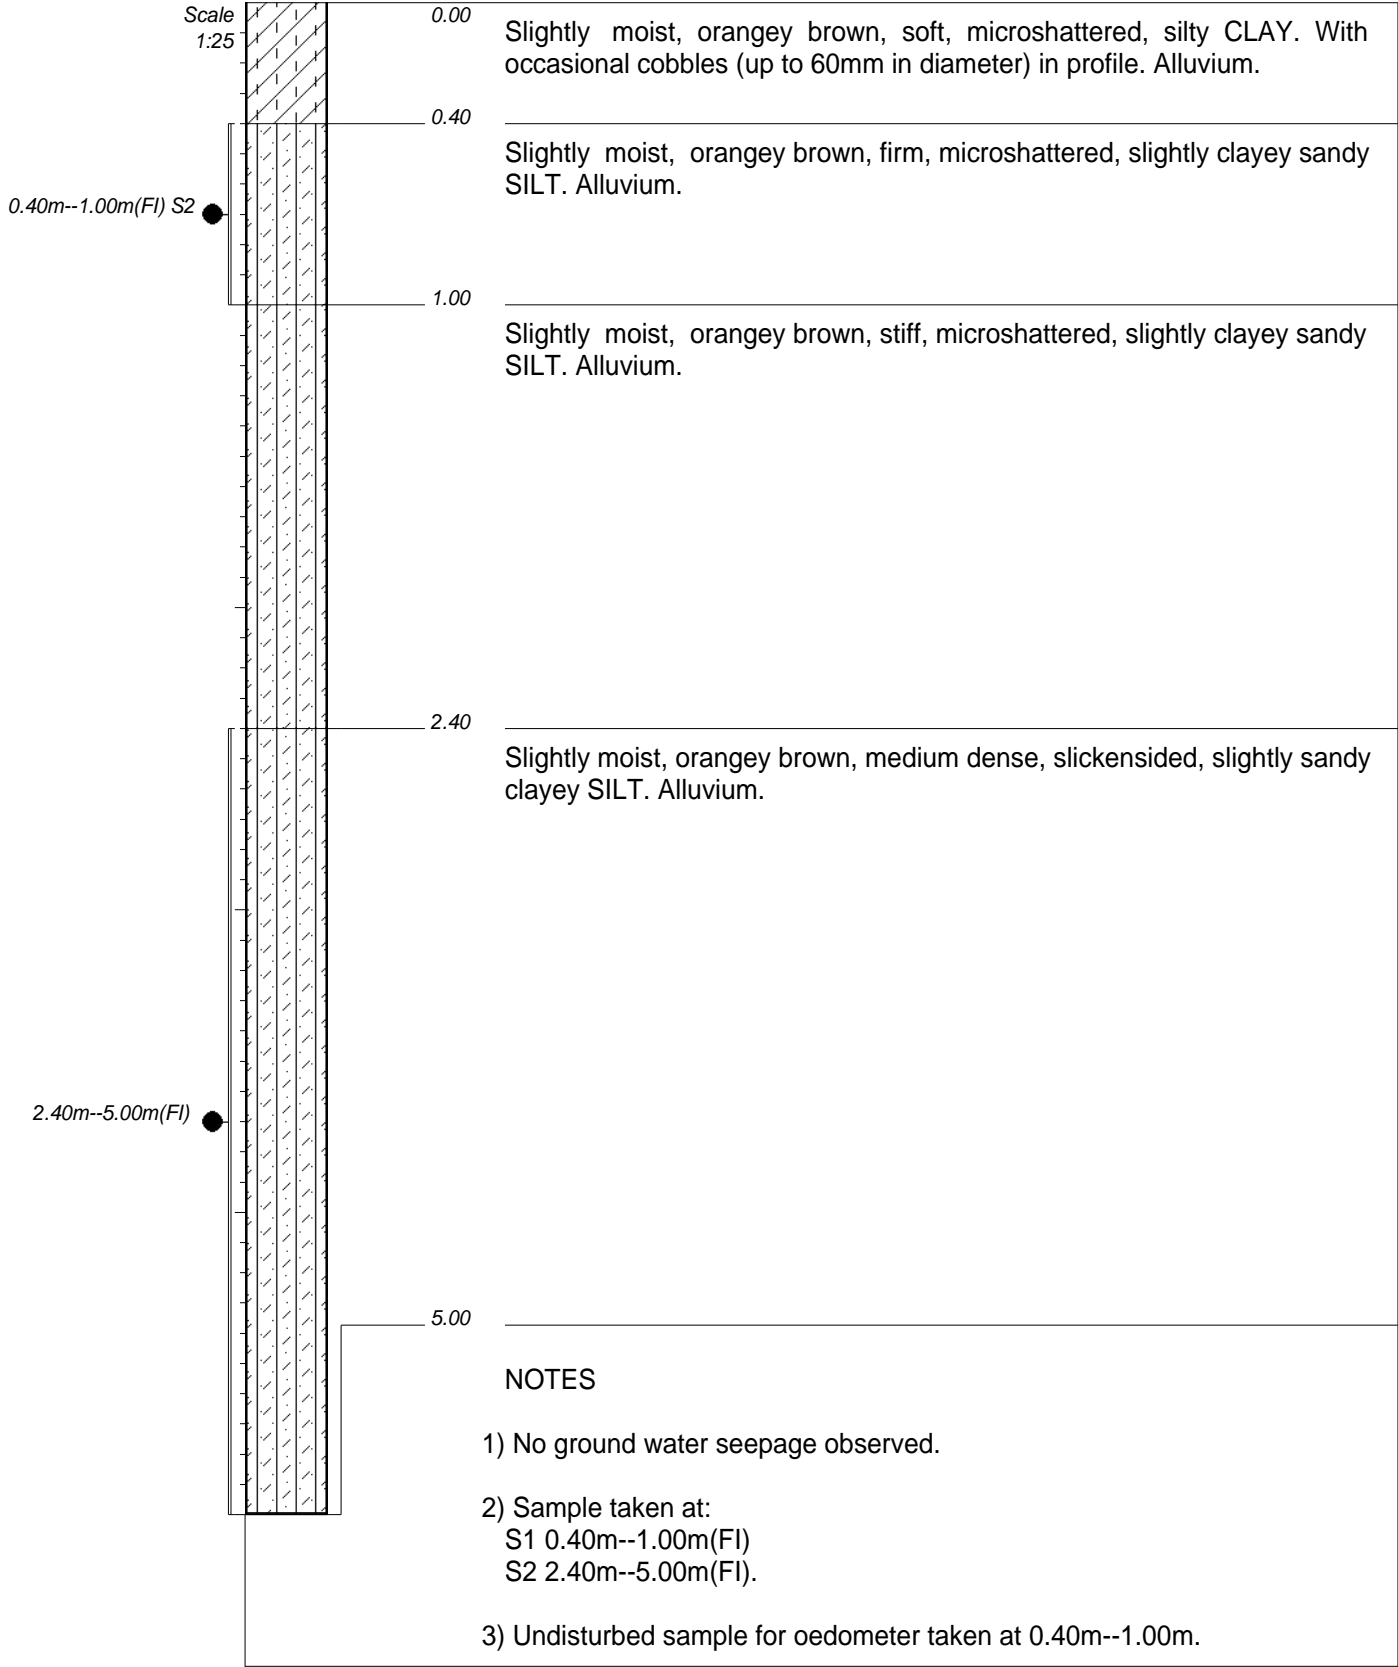 Scale
1:25
0.00
Slightly moist, orangey brown, soft, microshattered, silty CLAY. With
occasional cobbles (up to 60mm in diameter) in profile. Alluvium.
0.40
Slightly moist, orangey brown, firm, microshattered, slightly clayey sandy
SILT. Alluvium.
0.40m--1.00m(FI) S2
1.00
Slightly moist, orangey brown, stiff, microshattered, slightly clayey sandy
SILT. Alluvium.
2.40
Slightly moist, orangey brown, medium dense, slickensided, slightly sandy
clayey SILT. Alluvium.
2.40m--5.00m(FI)
5.00
NOTES
1) No ground water seepage observed.
2) Sample taken at:
S1 0.40m--1.00m(FI)
S2 2.40m--5.00m(FI).
3) Undisturbed sample for oedometer taken at 0.40m--1.00m.